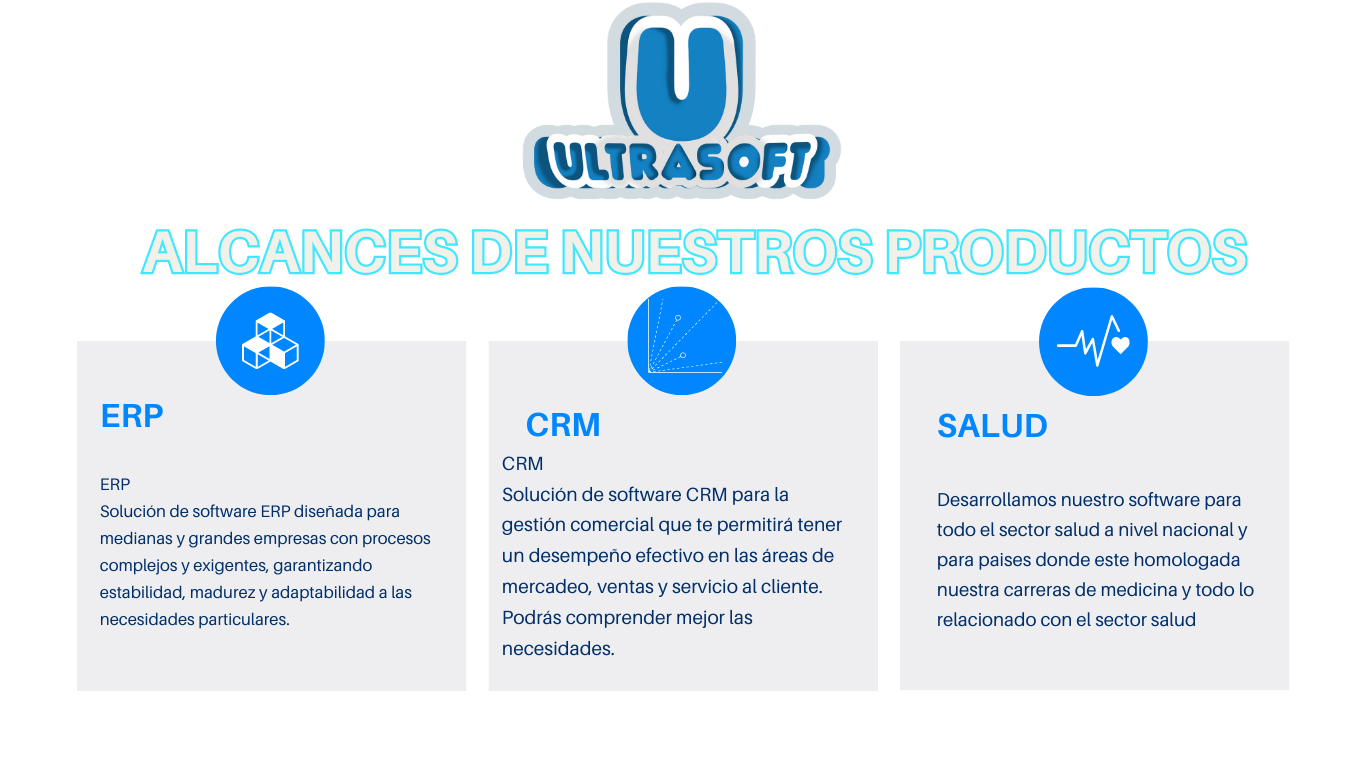 U
ULTRASOFT
ALCANCES DE NUESTROS PRODUCTOS
ERP
ERP
Solución de software ERP diseñada para
medianas y grandes empresas con procesos
complejos y exigentes, garantizando
estabilidad, madurez y adaptabilidad a las
necesidades particulares.
CRM
CRM
Solución de software CRM para la
gestión comercial que te permitirá tener
un desempeño efectivo en las áreas de
mercadeo, ventas y servicio al cliente.
Podrás comprender mejor las
necesidades.
SALUD
Desarrollamos nuestro software para
todo el sector salud a nivel nacional y
para paises donde este homologada
nuestra carreras de medicina y todo lo
relacionado con el sector salud